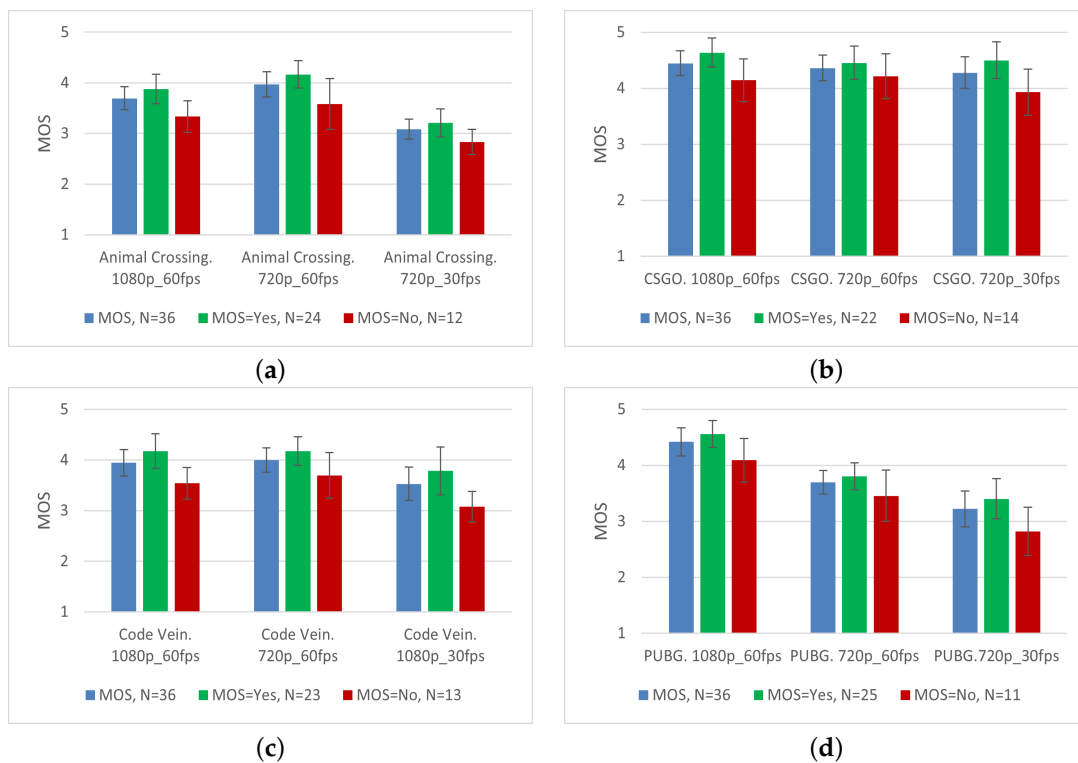 5
4
3
2
1
MOS
Animal Crossing. 1080p_60fps
Animal Crossing. 720p_60fps
Animal Crossing. 720p_30fps
MOS, N=36 MOS=Yes, N=24 MOS=No, N=12
(a)
5
4
3
2
1
MOS
CSGO. 1080p_60fps CSGO. 720p_60fps CSGO. 720p_30fps
MOS, N=36 MOS=Yes, N=22 MOS=No, N=14
(b)
5
4
3
2
1
MOS
Code Vein. 1080p_60fps
Code Vein. 720p_60fps
Code Vein. 1080p_30fps
MOS, N=36 MOS=Yes, N=23 MOS=No, N=13
(c)
5
4
3
2
1
MOS
PUBG. 1080p_60fps PUBG. 720p_60fps PUBG.720p_30fps
MOS, N=36 MOS=Yes, N=25 MOS=No, N=11
(d)